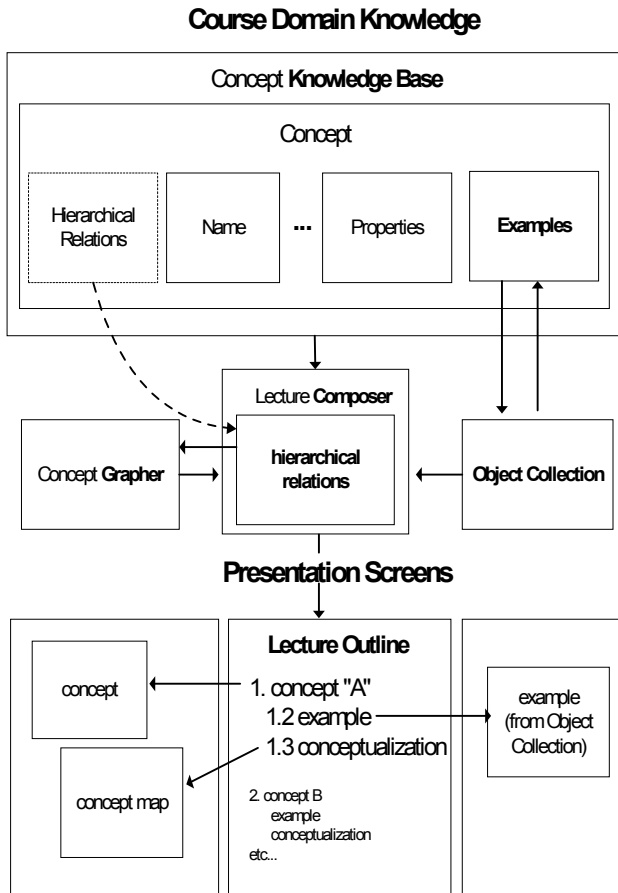 Course Domain Knowledge
Concept Knowledge Base
Concept
Hierarchical
Relations
Name
...
Properties
Examples
Lecture Composer
hierarchical
relations
Concept Grapher
Object Collection
Presentation Screens
Lecture Outline
1. concept "A"
1.2 example
1.3 conceptualization
2. concept B
example
conceptualization
etc...
concept
concept map
example
(from Object
Collection)